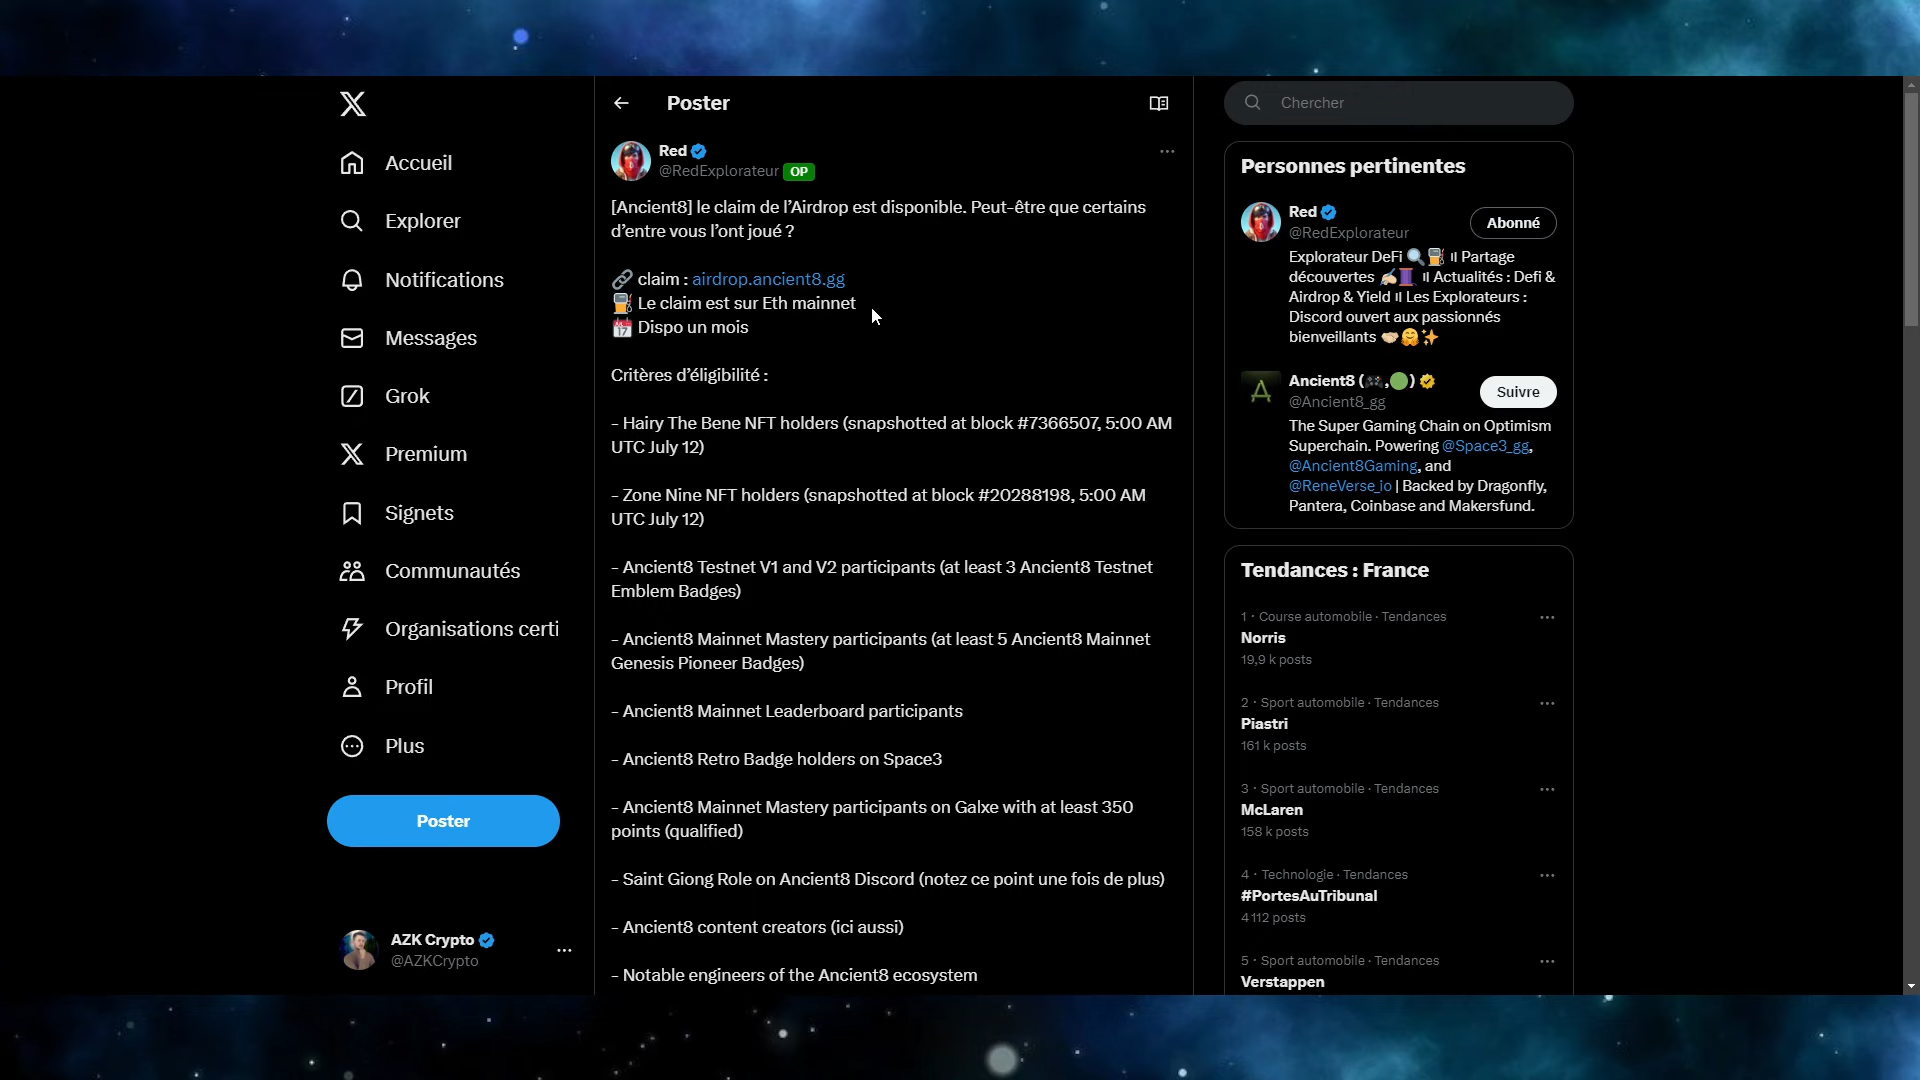 Accueil
Explorer
Notifications
Messages
Grok
Premium
Signets
Communautés
Organisations certi
Profil
Plus
Poster
AZK Crypto
@AZKCrypto
Poster
Red
@RedExplorateur OP
[Ancient8] le claim de l’Airdrop est disponible. Peut-être que certains
d’entre vous l’ont joué ?
claim : airdrop.ancient8.gg
Le claim est sur Eth mainnet
Dispo un mois
Critères d’éligibilité :
- Hairy The Bene NFT holders (snapshotted at block #7366507, 5:00 AM
UTC July 12)
- Zone Nine NFT holders (snapshotted at block #20288198, 5:00 AM
UTC July 12)
- Ancient8 Testnet V1 and V2 participants (at least 3 Ancient8 Testnet
Emblem Badges)
- Ancient8 Mainnet Mastery participants (at least 5 Ancient8 Mainnet
Genesis Pioneer Badges)
- Ancient8 Mainnet Leaderboard participants
- Ancient8 Retro Badge holders on Space3
- Ancient8 Mainnet Mastery participants on Galxe with at least 350
points (qualified)
- Saint Giong Role on Ancient8 Discord (notez ce point une fois de plus)
- Ancient8 content creators (ici aussi)
- Notable engineers of the Ancient8 ecosystem
Chercher
Personnes pertinentes
Red
@RedExplorateur
Abonné
Explorateur DeFi 🔍⛽ II Partage
découvertes ✍🏻🧵 II Actualités : Defi &
Airdrop & Yield II Les Explorateurs :
Discord ouvert aux passionnés
bienveillants 🤝🏻🤗✨
Ancient8 (🎮,🟢)
@Ancient8_gg
Suivre
The Super Gaming Chain on Optimism
Superchain. Powering @Space3_gg,
@Ancient8Gaming, and
@ReneVerse_io | Backed by Dragonfly,
Pantera, Coinbase and Makersfund.
Tendances : France
1 · Course automobile · Tendances
Norris
19,9 k posts
2 · Sport automobile · Tendances
Piastri
161 k posts
3 · Sport automobile · Tendances
McLaren
158 k posts
4 · Technologie · Tendances
#PortesAuTribunal
4 112 posts
5 · Sport automobile · Tendances
Verstappen